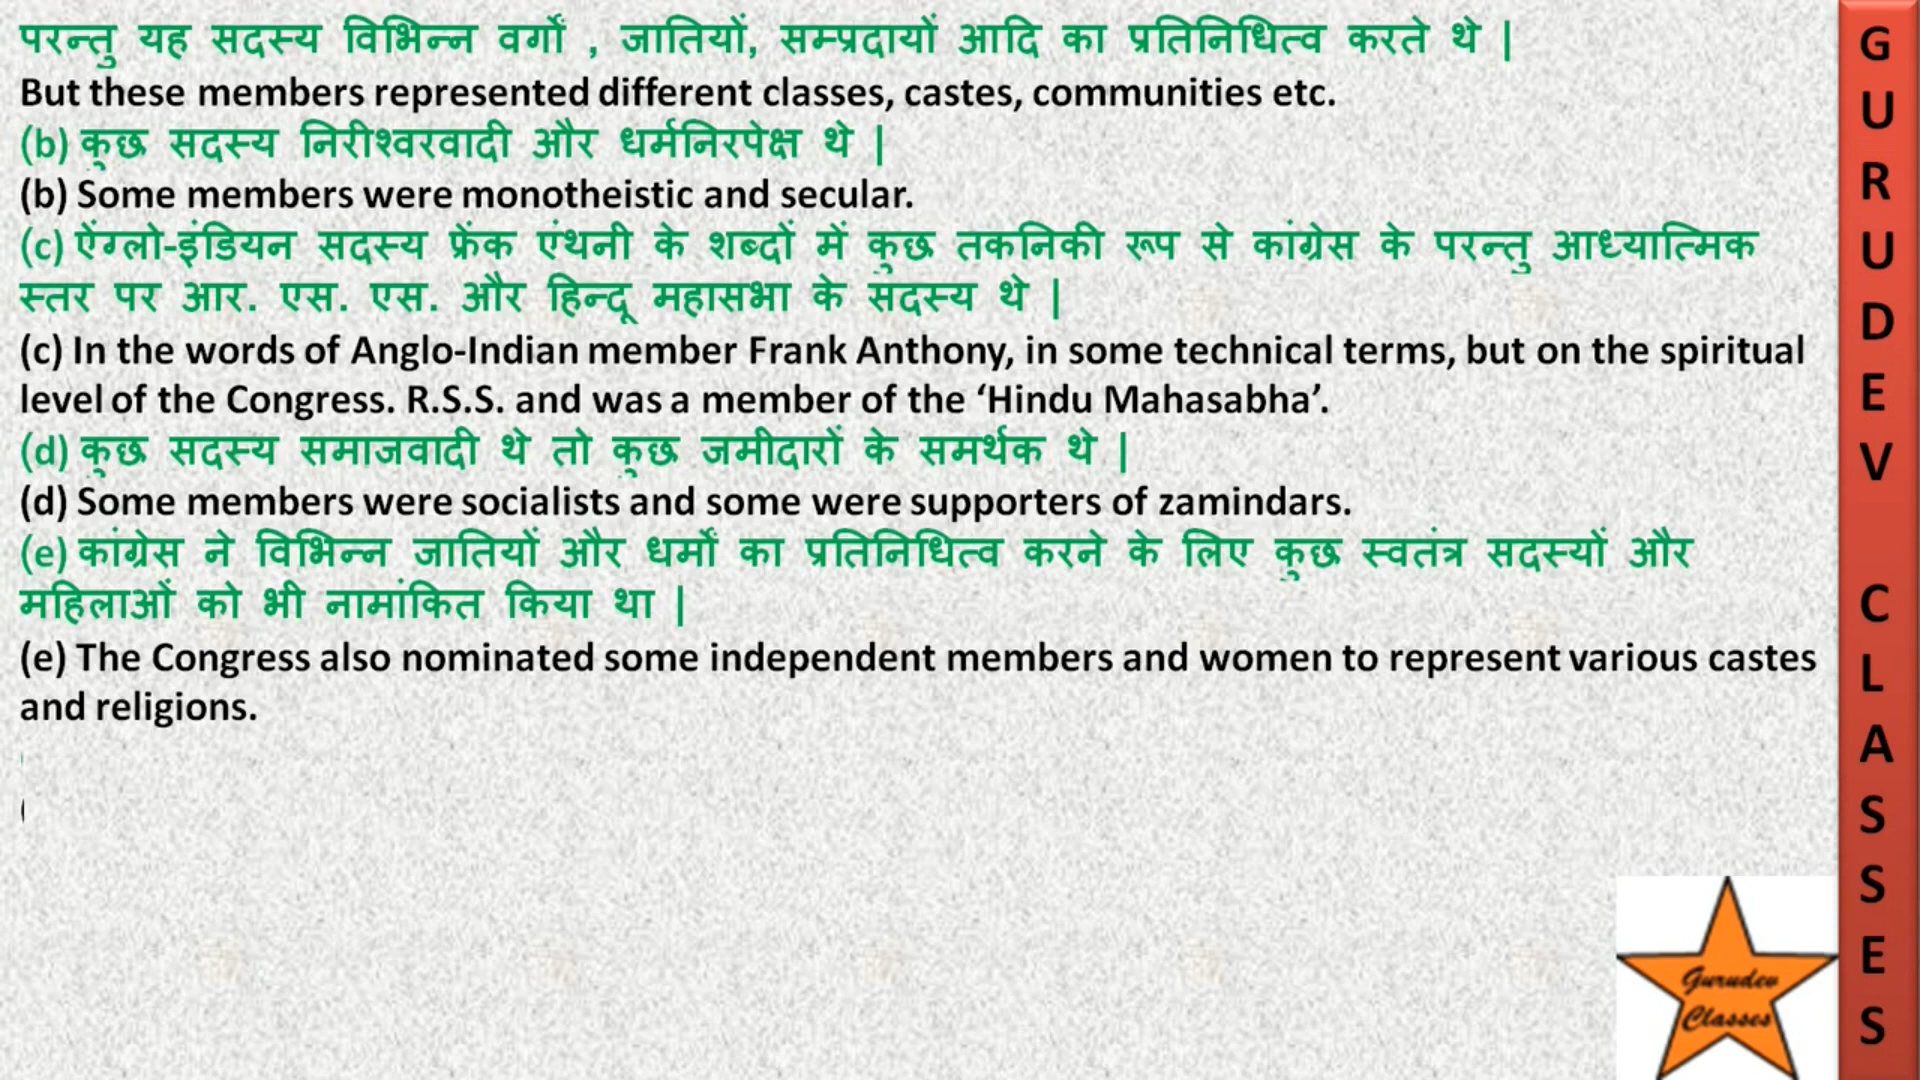 परन्तु यह सदस्य विभिन्न वर्गों , जातियों, सम्प्रदायों आदि का प्रतिनिधित्व करते थे |
But these members represented different classes, castes, communities etc.
(b) कुछ सदस्य निरीश्वरवादी और धर्मनिरपेक्ष थे |
(b) Some members were monotheistic and secular.
(c) ऐंग्लो-इंडियन सदस्य फ्रेंक एंथनी के शब्दों में कुछ तकनिकी रूप से कांग्रेस के परन्तु आध्यात्मिक
स्तर पर आर. एस. एस. और हिन्दू महासभा के सदस्य थे |
(c) In the words of Anglo-Indian member Frank Anthony, in some technical terms, but on the spiritual
level of the Congress. R.S.S. and was a member of the ‘Hindu Mahasabha’.
(d) कुछ सदस्य समाजवादी थे तो कुछ जमीदारों के समर्थक थे |
(d) Some members were socialists and some were supporters of zamindars.
(e) कांग्रेस ने विभिन्न जातियों और धर्मों का प्रतिनिधित्व करने के लिए कुछ स्वतंत्र सदस्यों और
महिलाओं को भी नामांकित किया था |
(e) The Congress also nominated some independent members and women to represent various castes
and religions.
GURUDEV CLASSES
Gurudev
Classes